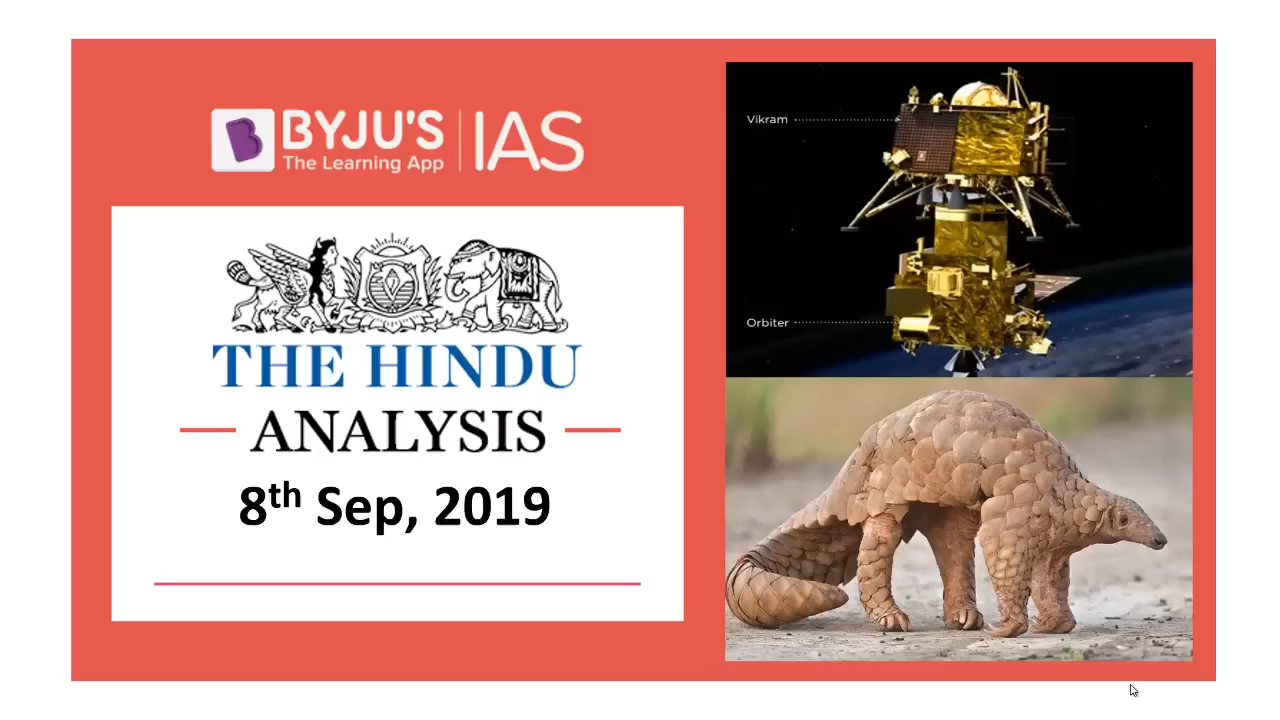 BYJU'S
The Learning App
IAS
THE HINDU
ANALYSIS
8th Sep, 2019
Vikram
Orbiter